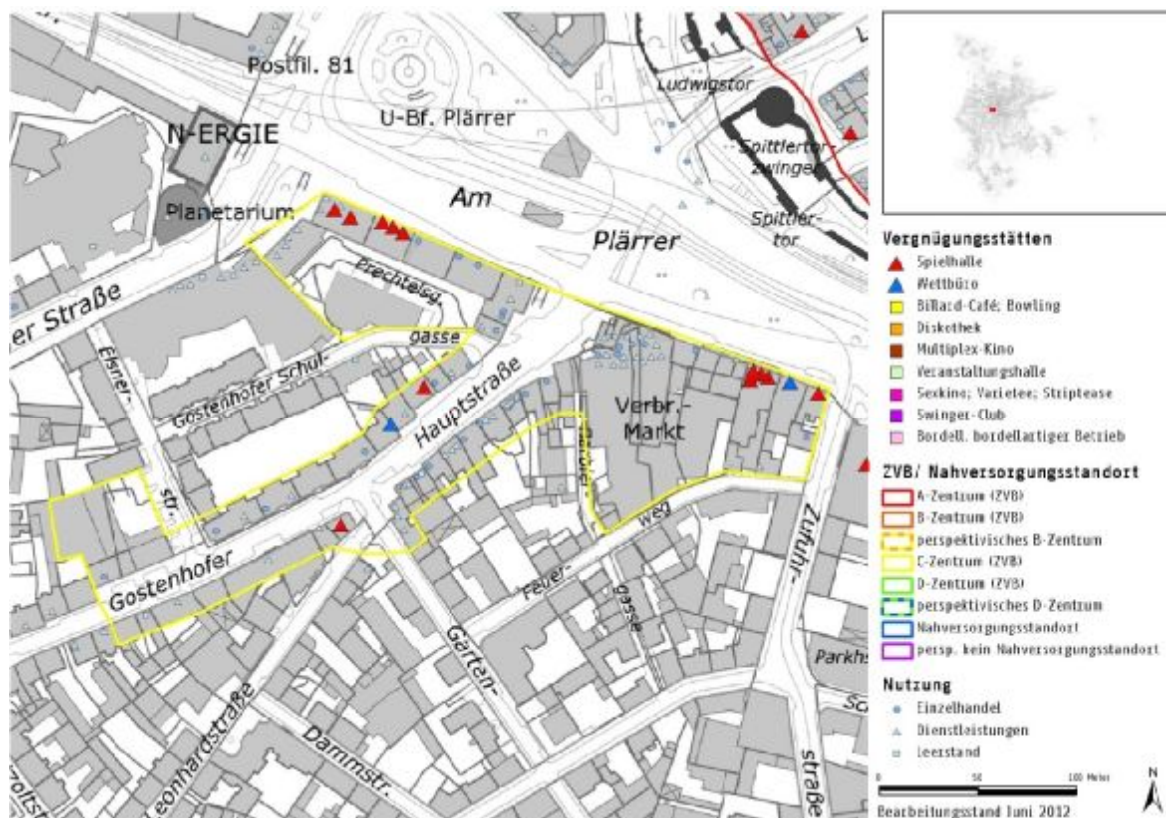 Postfil. 81
U-Bf. Plärrer
N-ERGIE
Planetarium
Am
Plärrer
Ludwigstor
Spittlertor-
zwinger
Spittler-
tor
er Straße
Prechtelsg.
gasse
Gostenhofer Schul-
Elsner-
str.
Hauptstraße
Gostenhofer
Verbr.-
Markt
weg
Feuer-
gasse
Zufuhr-
straße
Garten-
Leonhardstraße
Dammstr.
Parkhs
Sch
Vergnügungsstätten
Spielhalle
Wettbüro
Billard-Café; Bowling
Diskothek
Multiplex-Kino
Veranstaltungshalle
Sexkino; Varietee; Striptease
Swinger-Club
Bordell, bordellartiger Betrieb
ZVB/ Nahversorgungsstandort
A-Zentrum (ZVB)
B-Zentrum (ZVB)
perspektivisches B-Zentrum
C-Zentrum (ZVB)
D-Zentrum (ZVB)
perspektivisches D-Zentrum
Nahversorgungsstandort
persp. kein Nahversorgungsstandort
Nutzung
Einzelhandel
Dienstleistungen
Leerstand
0 50 100 Meter
N
Bearbeitungsstand Juni 2012